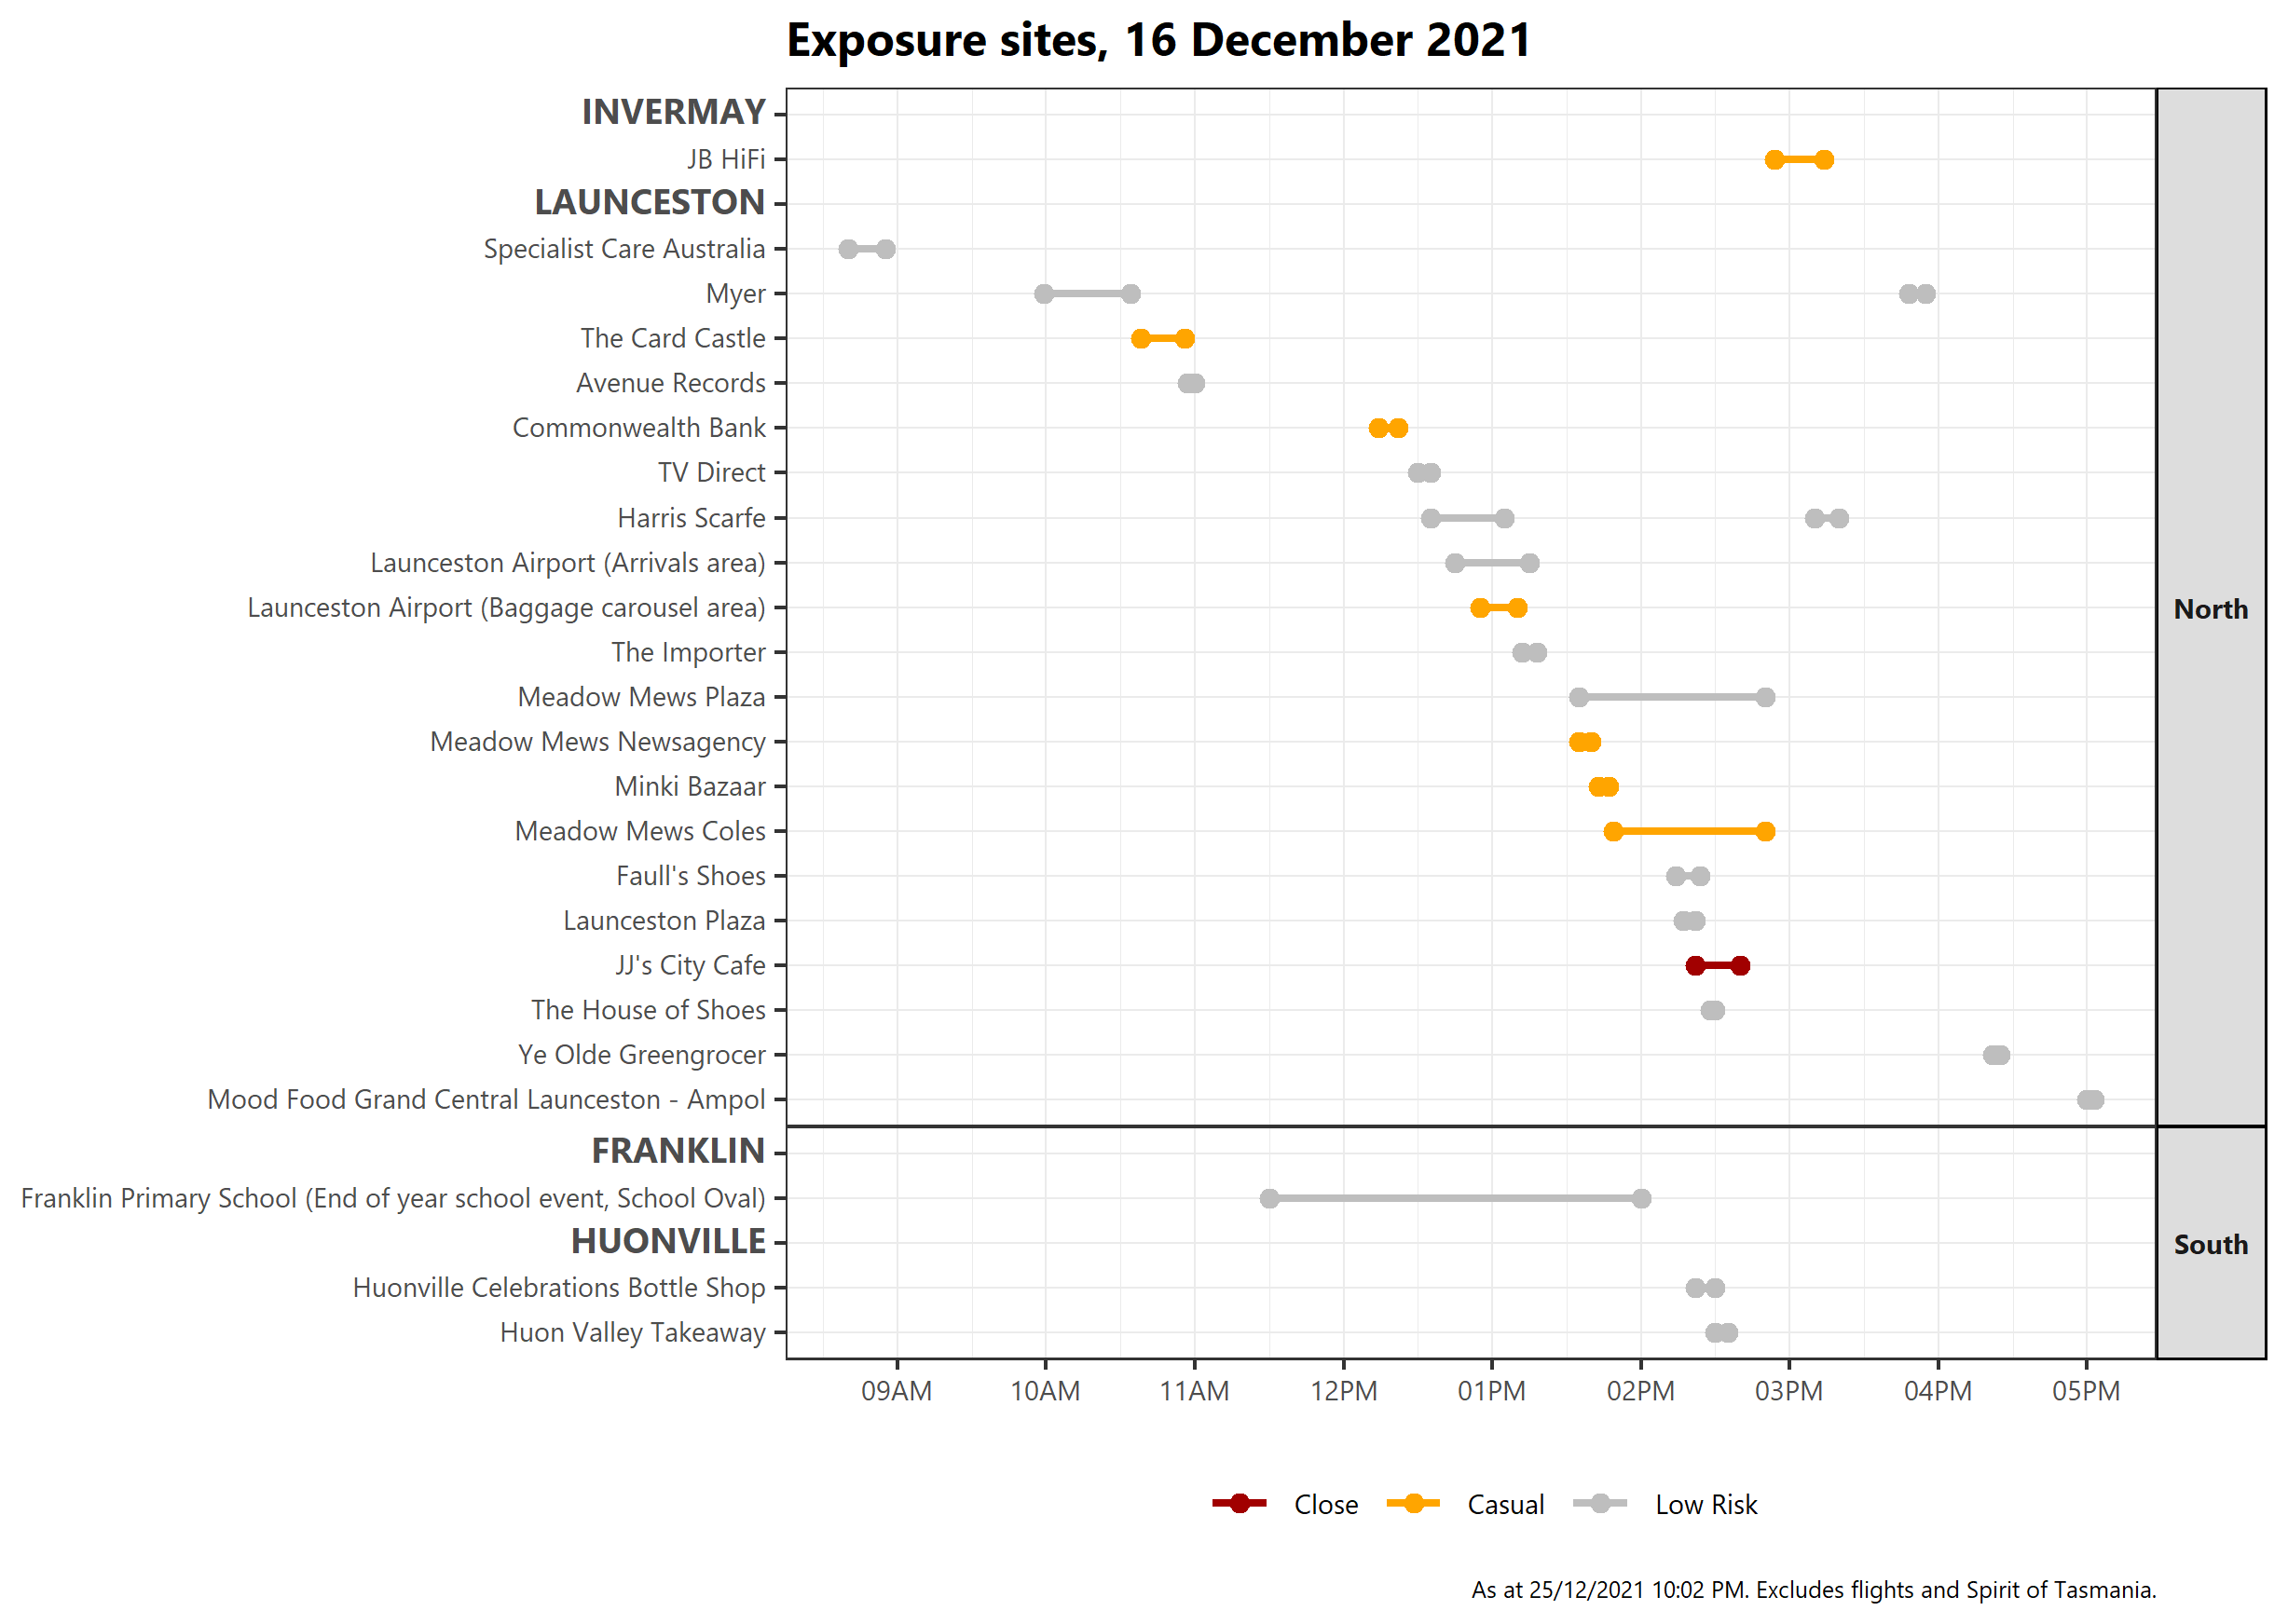 Exposure sites, 16 December 2021
INVERMAY
JB HiFi
LAUNCESTON
Specialist Care Australia
Myer
The Card Castle
Avenue Records
Commonwealth Bank
TV Direct
Harris Scarfe
Launceston Airport (Arrivals area)
Launceston Airport (Baggage carousel area)
The Importer
Meadow Mews Plaza
Meadow Mews Newsagency
Minki Bazaar
Meadow Mews Coles
Faull's Shoes
Launceston Plaza
JJ's City Cafe
The House of Shoes
Ye Olde Greengrocer
Mood Food Grand Central Launceston - Ampol
North
FRANKLIN
Franklin Primary School (End of year school event, School Oval)
HUONVILLE
Huonville Celebrations Bottle Shop
Huon Valley Takeaway
South
09AM 10AM 11AM 12PM 01PM 02PM 03PM 04PM 05PM
Close Casual Low Risk
As at 25/12/2021 10:02 PM. Excludes flights and Spirit of Tasmania.